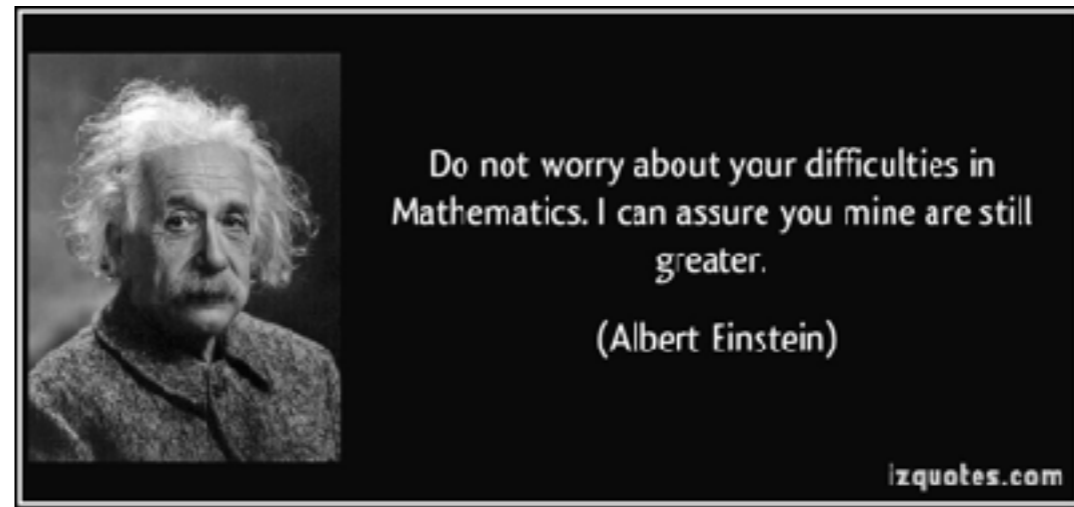 Do not worry about your difficulties in
Mathematics. I can assure you mine are still
greater.
(Albert Einstein)
izquotes.com